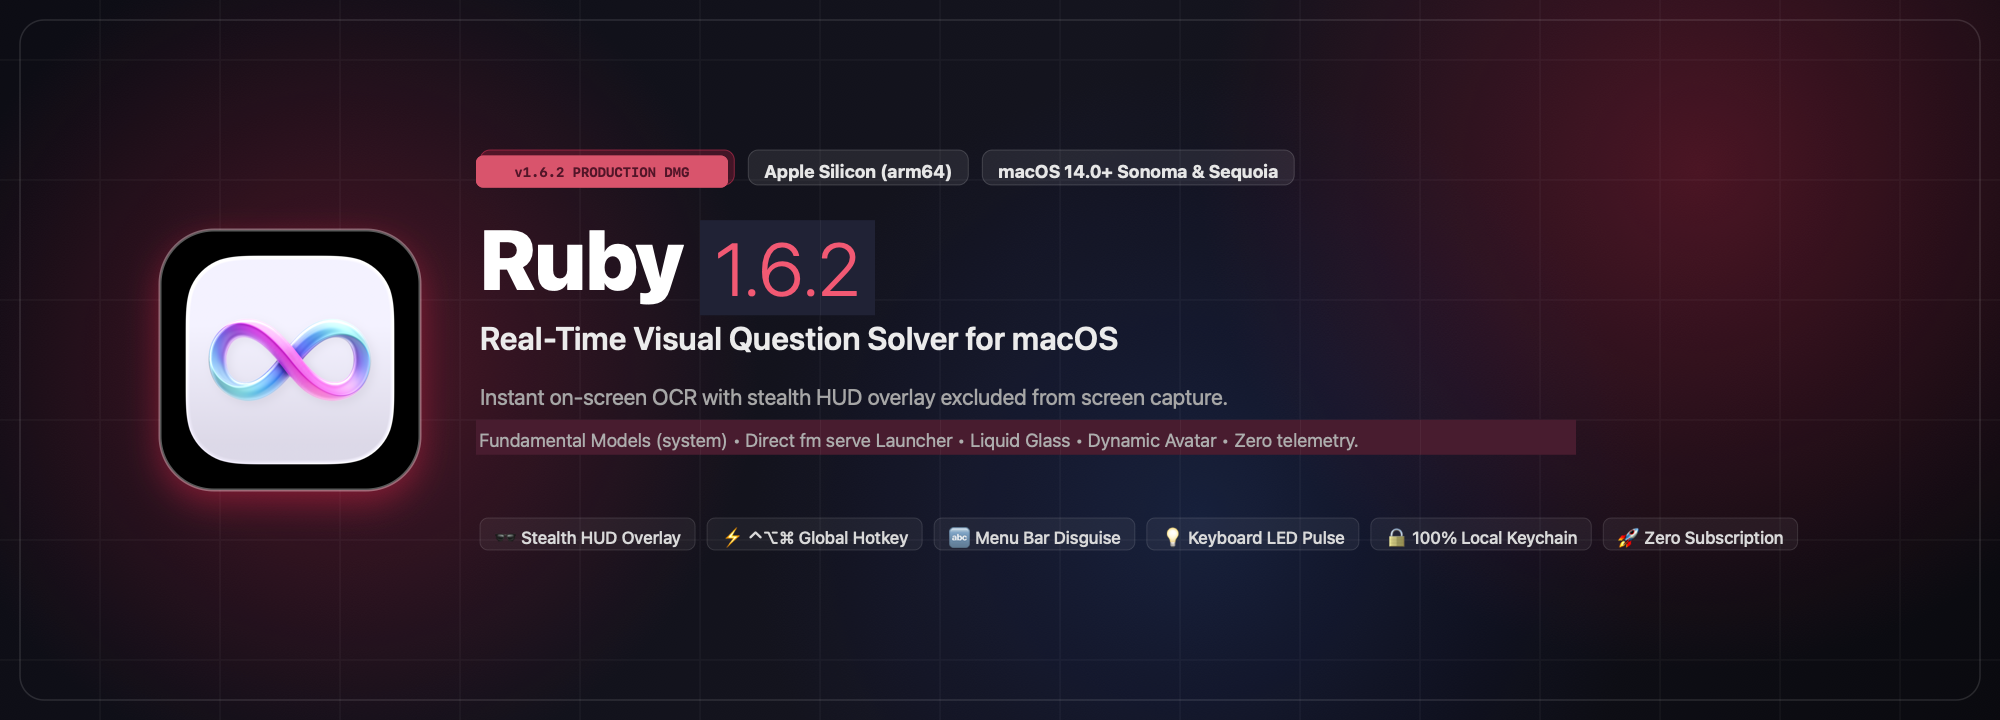 v1.6.2 PRODUCTION DMG
Apple Silicon (arm64)
macOS 14.0+ Sonoma & Sequoia
Ruby 1.6.2
Real-Time Visual Question Solver for macOS
Instant on-screen OCR with stealth HUD overlay excluded from screen capture.
Fundamental Models (system) • Direct fm serve Launcher • Liquid Glass • Dynamic Avatar • Zero telemetry.
🕶️ Stealth HUD Overlay
⚡ ^⌥⌘ Global Hotkey
🔤 Menu Bar Disguise
💡 Keyboard LED Pulse
🔒 100% Local Keychain
🚀 Zero Subscription